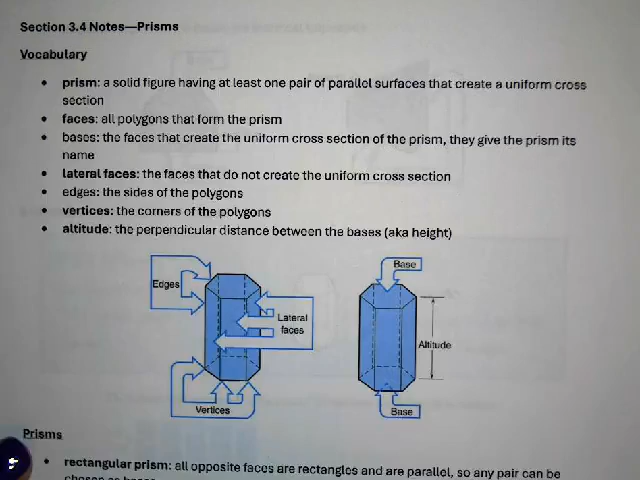 Section 3.4 Notes—Prisms
Vocabulary
• prism: a solid figure having at least one pair of parallel surfaces that create a uniform cross
section
• faces: all polygons that form the prism
• bases: the faces that create the uniform cross section of the prism, they give the prism its
name
• lateral faces: the faces that do not create the uniform cross section
• edges: the sides of the polygons
• vertices: the corners of the polygons
• altitude: the perpendicular distance between the bases (aka height)
Edges
Lateral
faces
Vertices
Base
Altitude
Base
Prisms
• rectangular prism: all opposite faces are rectangles and are parallel, so any pair can be